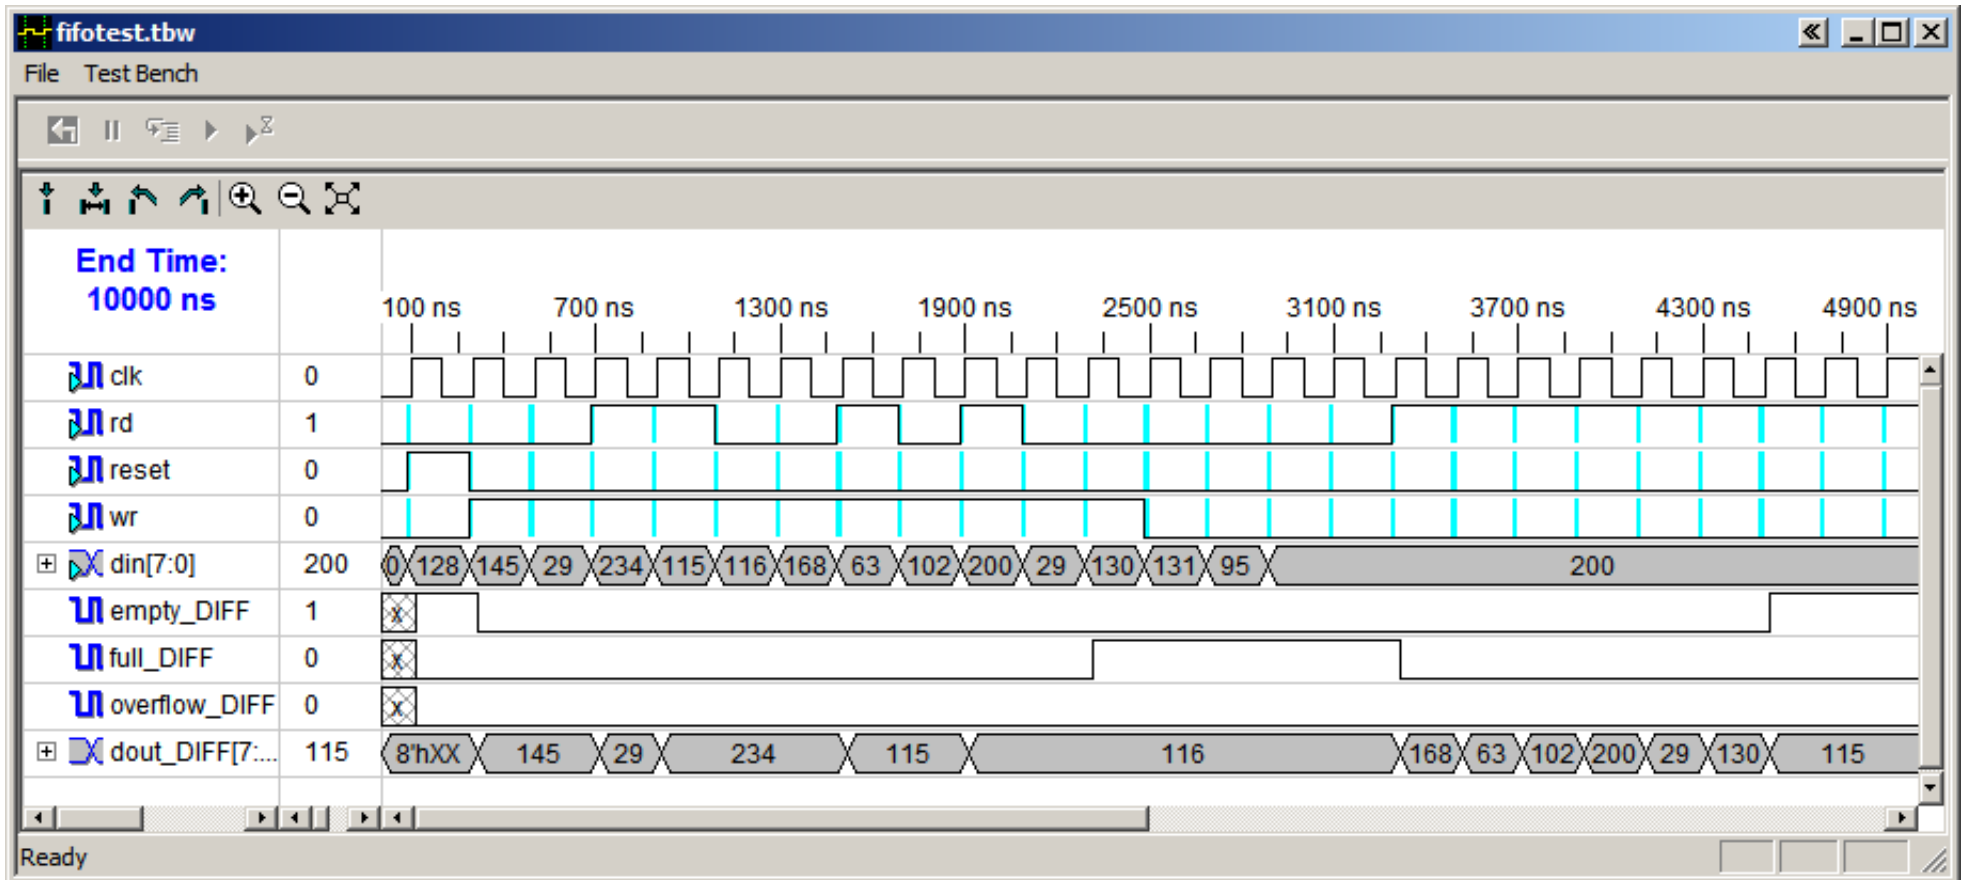 fifotest.tbw
File Test Bench
End Time:
10000 ns
100 ns 700 ns 1300 ns 1900 ns 2500 ns 3100 ns 3700 ns 4300 ns 4900 ns
clk 0
rd 1
reset 0
wr 0
din[7:0] 200 0 128 145 29 234 115 116 168 63 102 200 29 130 131 95 200
empty_DIFF 1 x
full_DIFF 0 x
overflow_DIFF 0 x
dout_DIFF[7:... 115 8'hXX 145 29 234 115 116 168 63 102 200 29 130 115
Ready